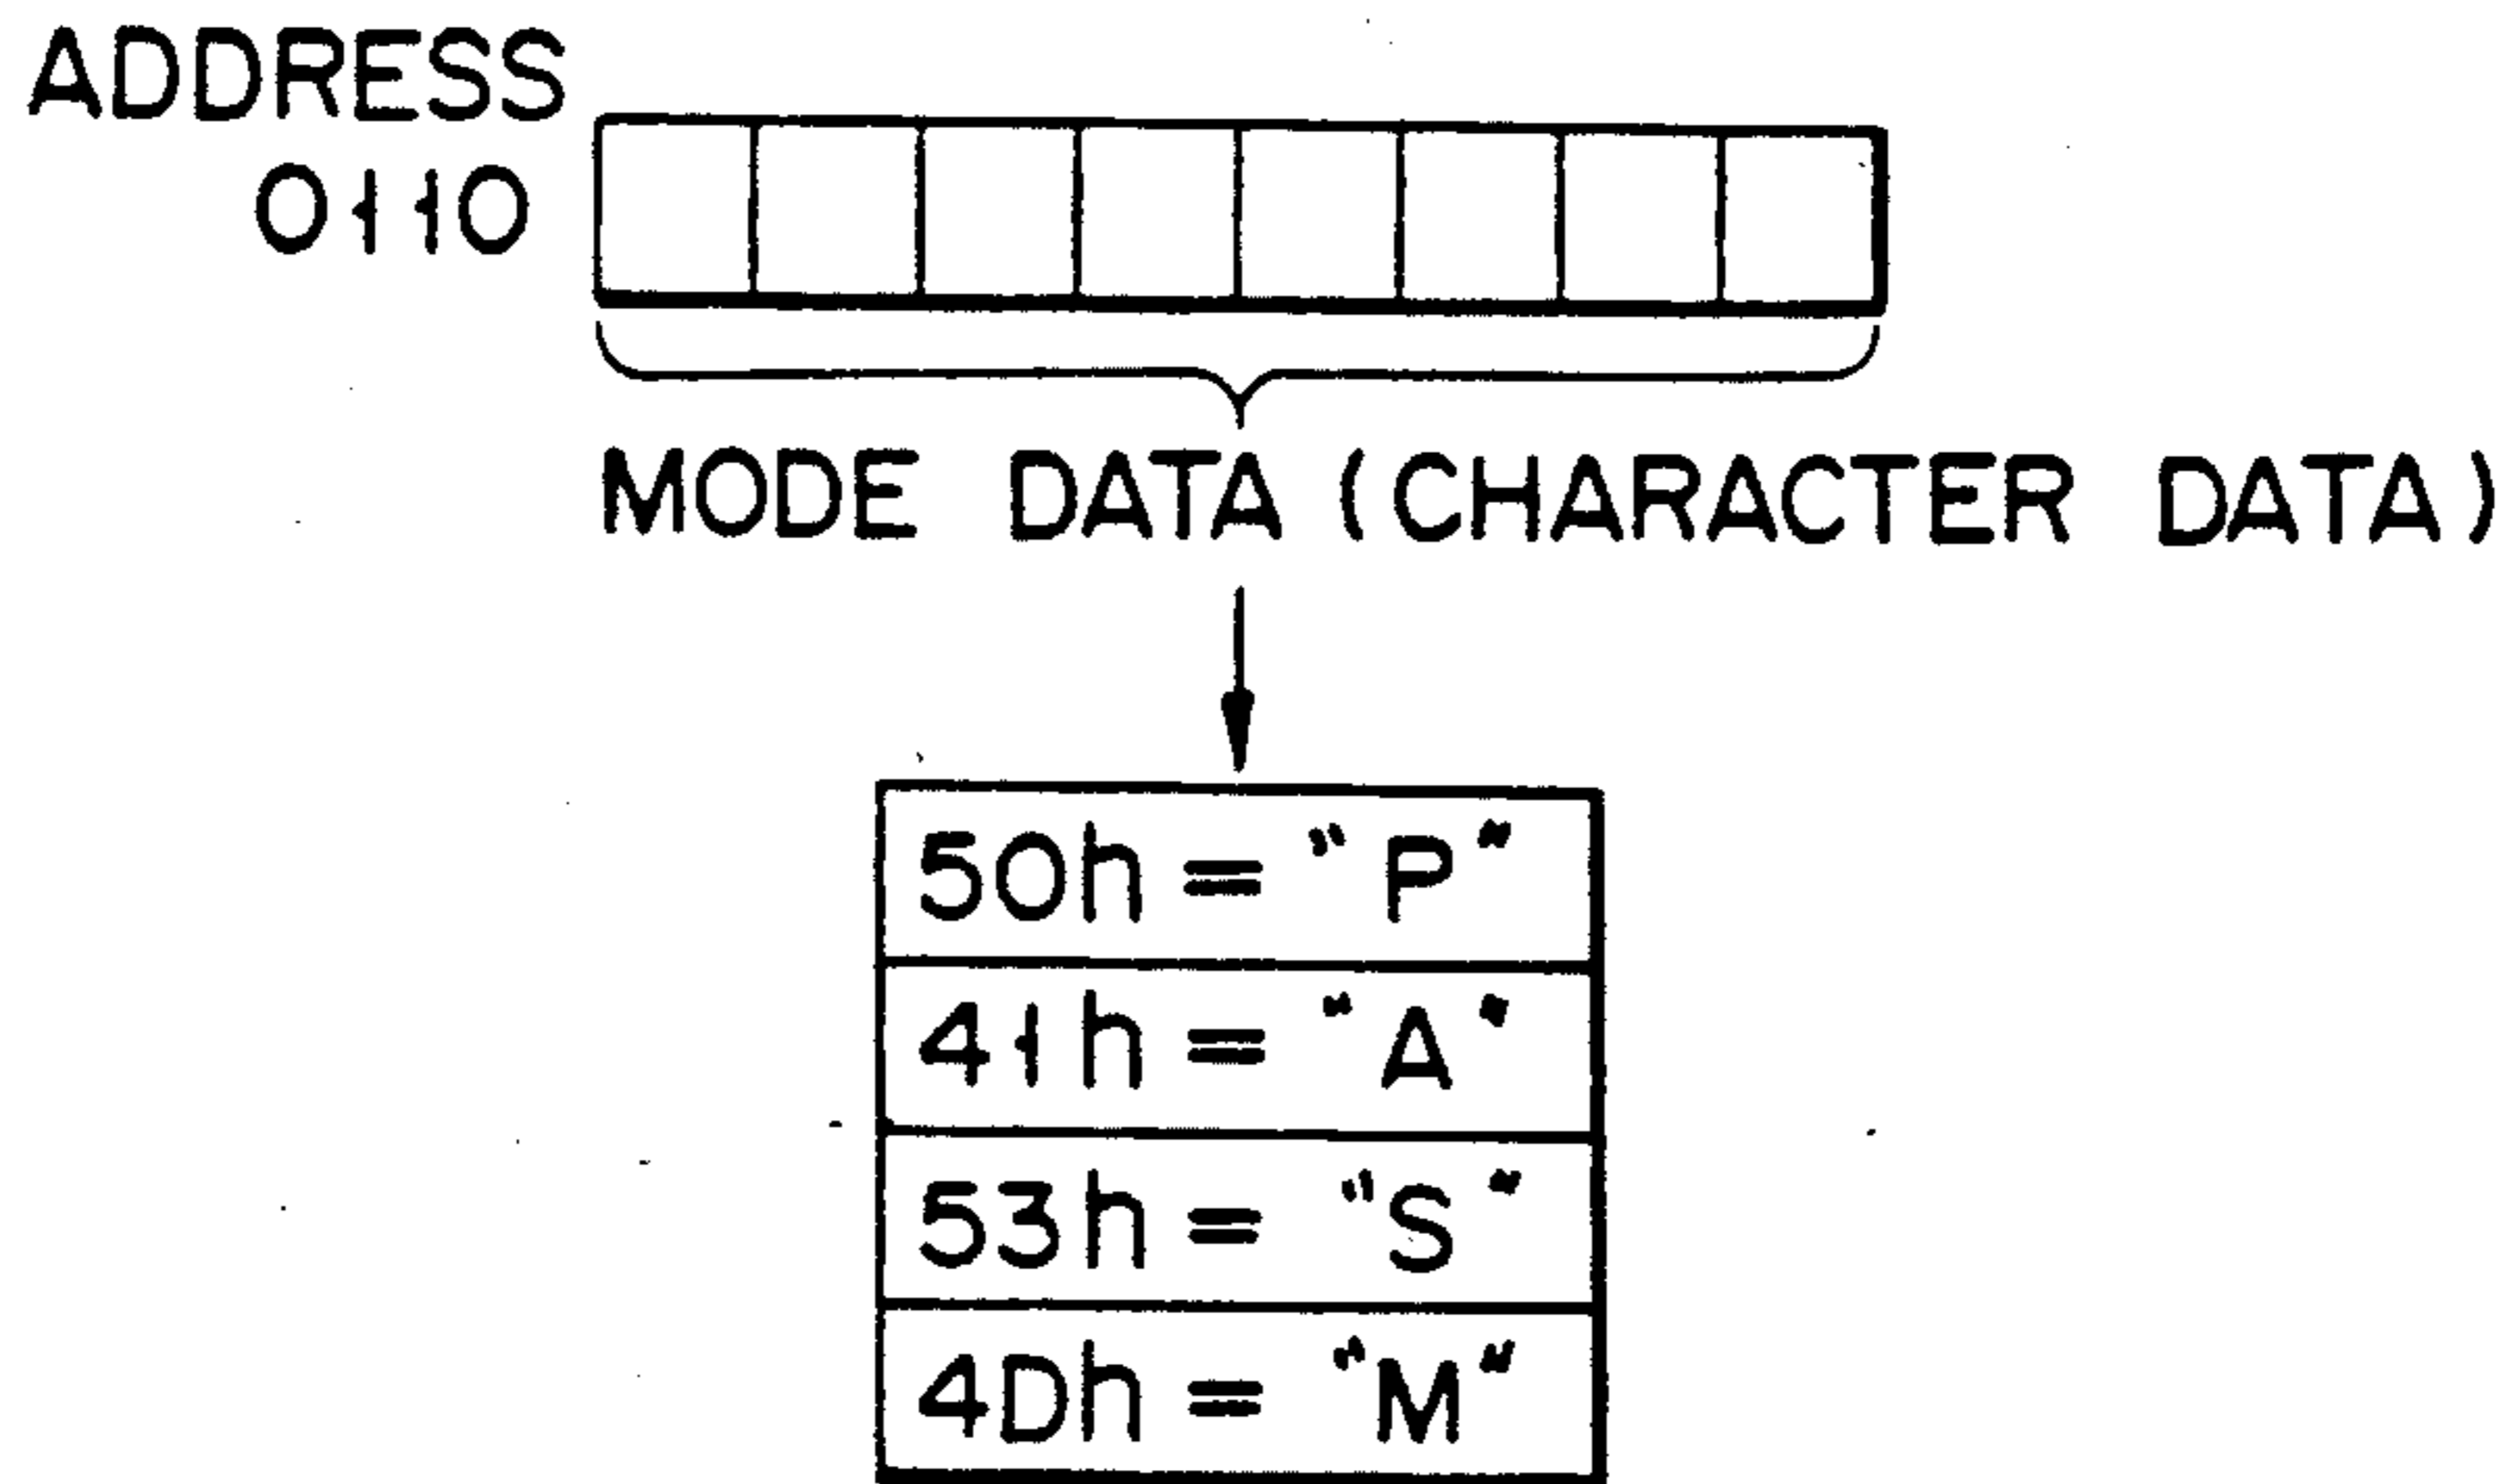 ADDRESS
0110
MODE DATA (CHARACTER DATA)
50h = "P"
41h = "A"
53h = "S"
4Dh = "M"